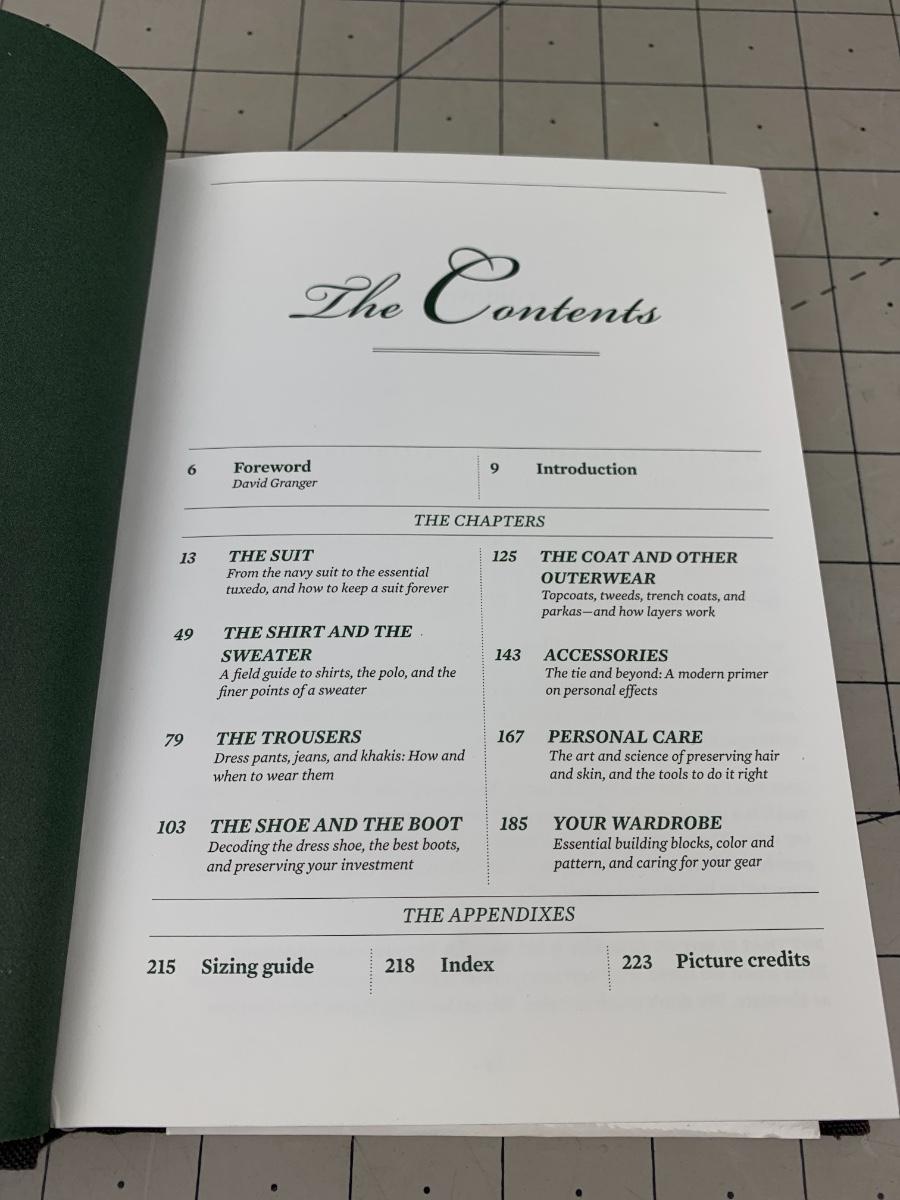 The Contents
6 Foreword
David Granger
9 Introduction
THE CHAPTERS
13 THE SUIT
From the navy suit to the essential
tuxedo, and how to keep a suit forever
49 THE SHIRT AND THE
SWEATER
A field guide to shirts, the polo, and the
finer points of a sweater
79 THE TROUSERS
Dress pants, jeans, and khakis: How and
when to wear them
103 THE SHOE AND THE BOOT
Decoding the dress shoe, the best boots,
and preserving your investment
125 THE COAT AND OTHER
OUTERWEAR
Topcoats, tweeds, trench coats, and
parkas—and how layers work
143 ACCESSORIES
The tie and beyond: A modern primer
on personal effects
167 PERSONAL CARE
The art and science of preserving hair
and skin, and the tools to do it right
185 YOUR WARDROBE
Essential building blocks, color and
pattern, and caring for your gear
THE APPENDIXES
215 Sizing guide
218 Index
223 Picture credits